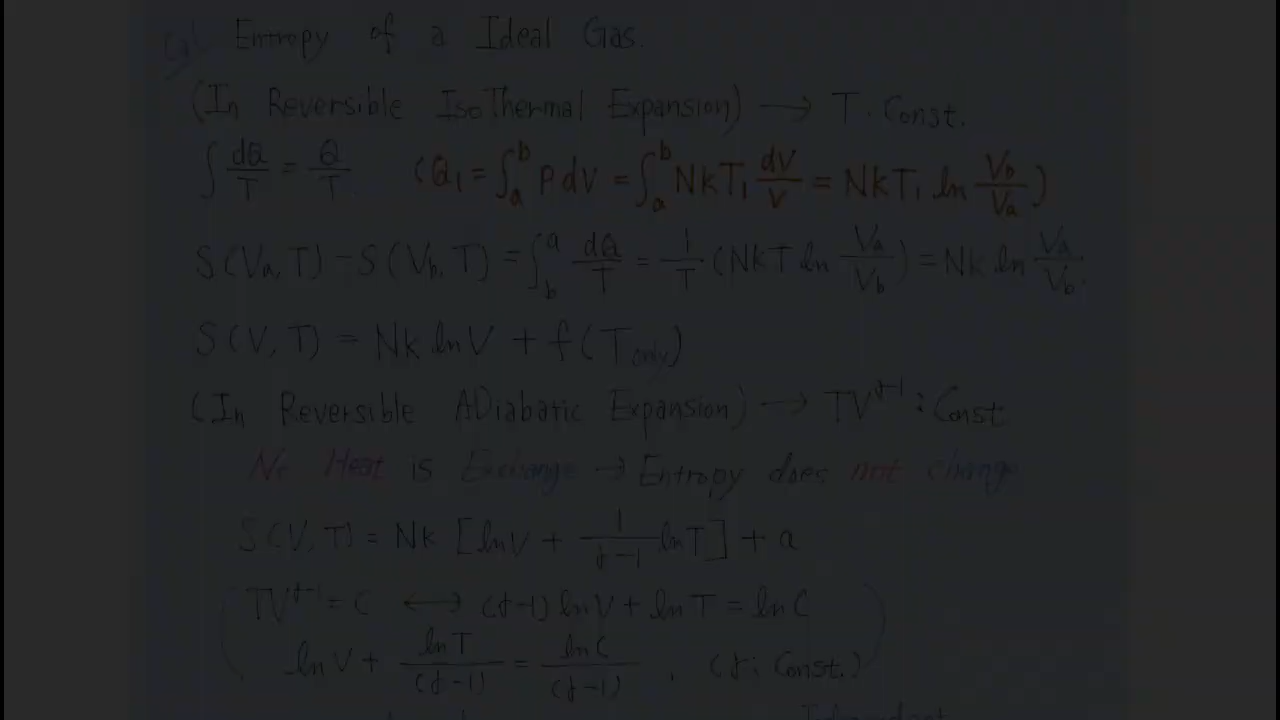 Entropy of a Ideal Gas.
(In Reversible IsoThermal Expansion) → T : Const.
∫ dQ/T = Q/T. (Q₁ = ∫ₐᵇ P dV = ∫ₐᵇ NkT₁ dV/V = NkT₁ ln Vb/Va)
S(Va, T) − S(Vb, T) = ∫_b^a dQ/T = 1/T (NkT ln Va/Vb) = Nk ln Va/Vb.
S(V, T) = Nk lnV + f(T only)
(In Reversible ADiabatic Expansion) → TV^γ-1 : Const
No Heat is Exchange → Entropy does not change
S(V, T) = Nk [lnV + 1/(γ−1) lnT] + a
(TV^γ-1 = C ↔ (γ−1) lnV + lnT = lnC
lnV + lnT/(γ−1) = lnC/(γ−1) , (γ: Const.))
Independent